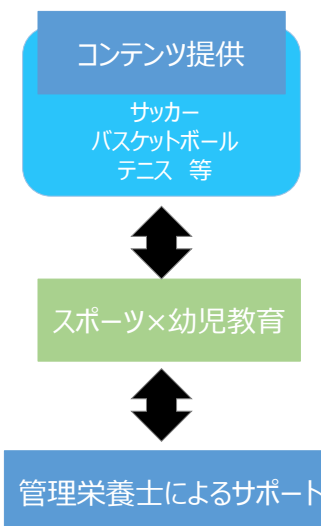 コンテンツ提供
サッカー
バスケットボール
テニス 等
スポーツ×幼児教育
管理栄養士によるサポート